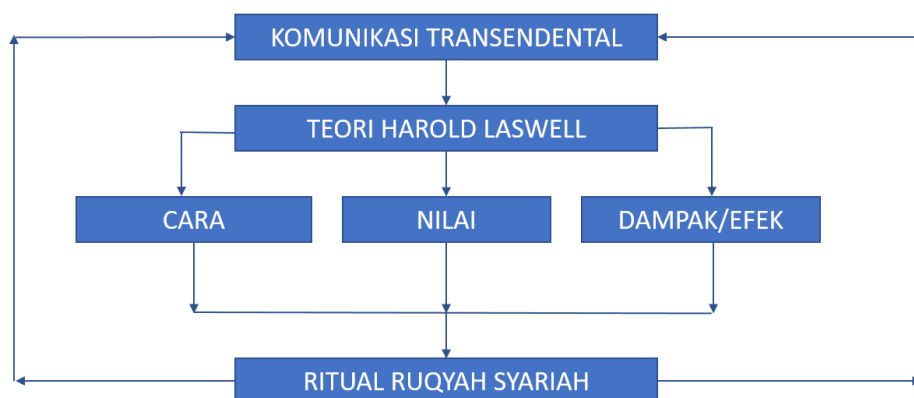 KOMUNIKASI TRANSENDENTAL
TEORI HAROLD LASWELL
CARA
NILAI
DAMPAK/EFEK
RITUAL RUQYAH SYARIAH